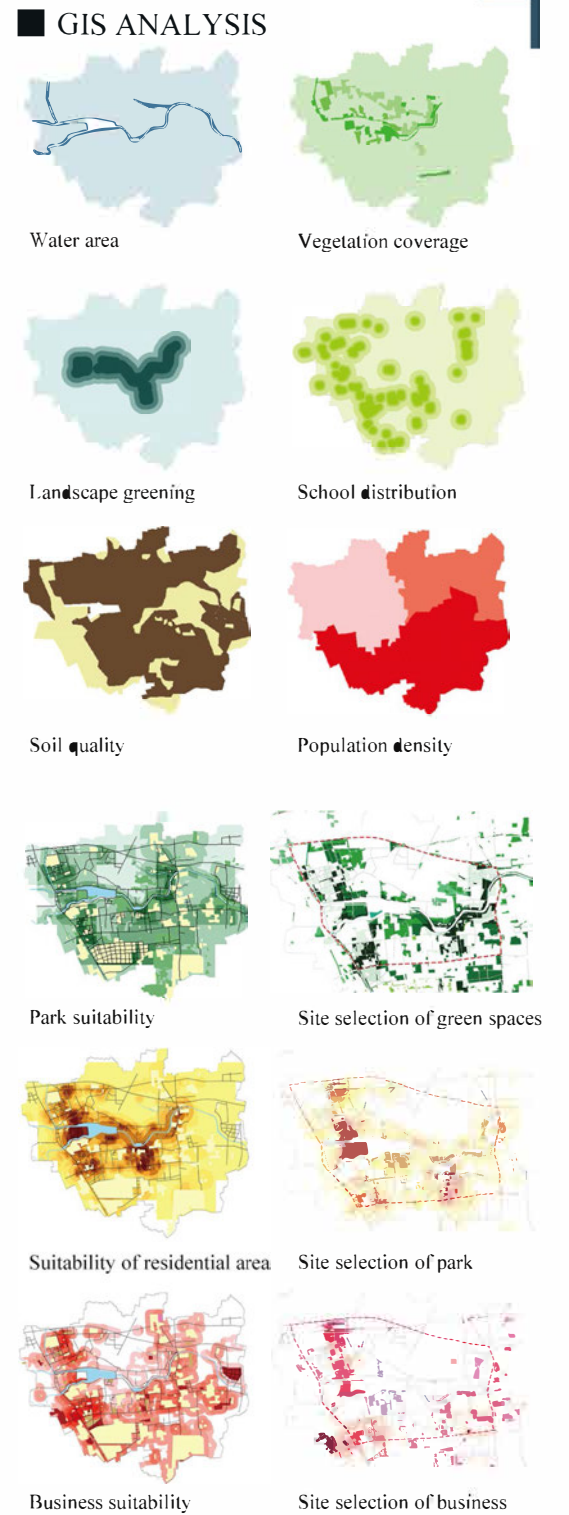 GIS ANALYSIS
Water area
Vegetation coverage
Landscape greening
School distribution
Soil quality
Population density
Park suitability
Site selection of green spaces
Suitability of residential area
Site selection of park
Business suitability
Site selection of business